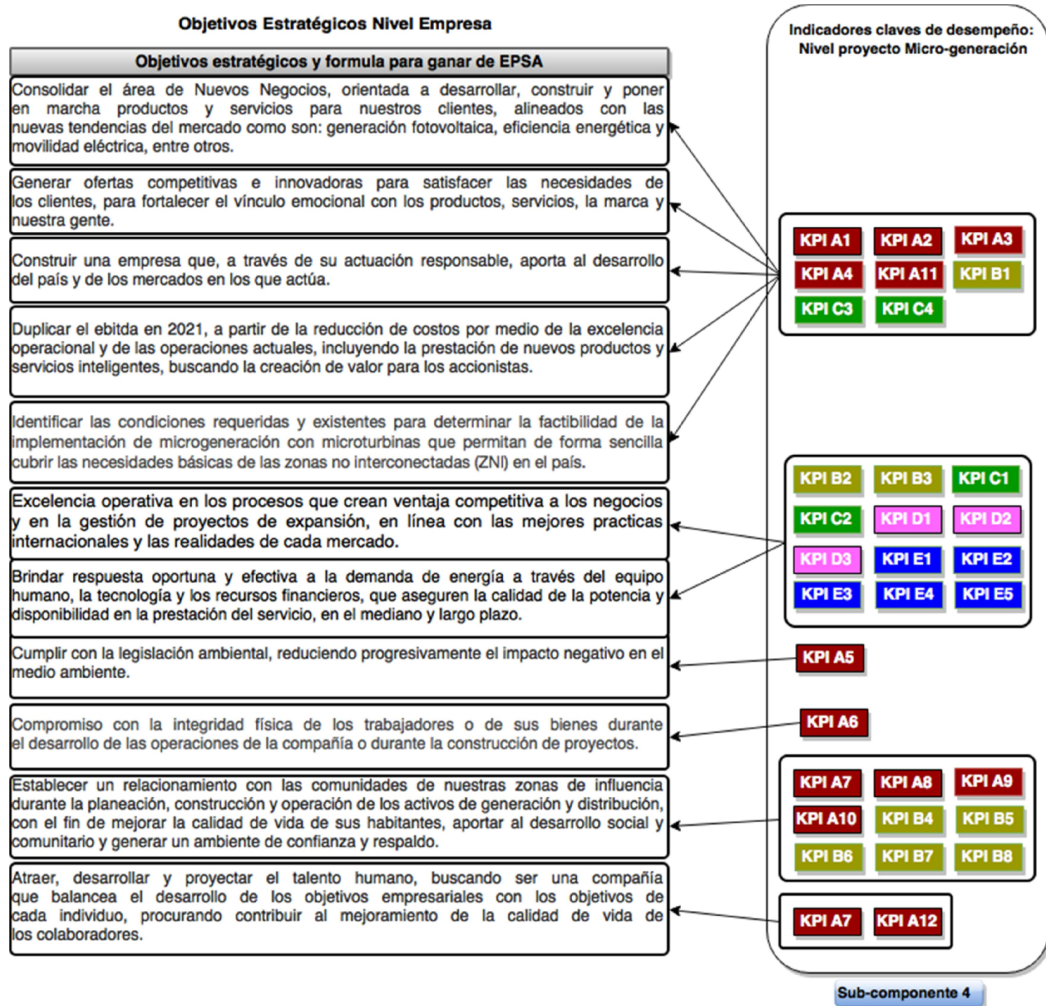 Objetivos Estratégicos Nivel Empresa
Objetivos estratégicos y formula para ganar de EPSA
Consolidar el área de Nuevos Negocios, orientada a desarrollar, construir y poner
en marcha productos y servicios para nuestros clientes, alineados con las
nuevas tendencias del mercado como son: generación fotovoltaica, eficiencia energética y
movilidad eléctrica, entre otros.
Generar ofertas competitivas e innovadoras para satisfacer las necesidades de
los clientes, para fortalecer el vínculo emocional con los productos, servicios, la marca y
nuestra gente.
Construir una empresa que, a través de su actuación responsable, aporta al desarrollo
del país y de los mercados en los que actúa.
Duplicar el ebitda en 2021, a partir de la reducción de costos por medio de la excelencia
operacional y de las operaciones actuales, incluyendo la prestación de nuevos productos y
servicios inteligentes, buscando la creación de valor para los accionistas.
Identificar las condiciones requeridas y existentes para determinar la factibilidad de la
implementación de microgeneración con microturbinas que permitan de forma sencilla
cubrir las necesidades básicas de las zonas no interconectadas (ZNI) en el país.
Excelencia operativa en los procesos que crean ventaja competitiva a los negocios
y en la gestión de proyectos de expansión, en línea con las mejores practicas
internacionales y las realidades de cada mercado.
Brindar respuesta oportuna y efectiva a la demanda de energía a través del equipo
humano, la tecnología y los recursos financieros, que aseguren la calidad de la potencia y
disponibilidad en la prestación del servicio, en el mediano y largo plazo.
Cumplir con la legislación ambiental, reduciendo progresivamente el impacto negativo en el
medio ambiente.
Compromiso con la integridad física de los trabajadores o de sus bienes durante
el desarrollo de las operaciones de la compañía o durante la construcción de proyectos.
Establecer un relacionamiento con las comunidades de nuestras zonas de influencia
durante la planeación, construcción y operación de los activos de generación y distribución,
con el fin de mejorar la calidad de vida de sus habitantes, aportar al desarrollo social y
comunitario y generar un ambiente de confianza y respaldo.
Atraer, desarrollar y proyectar el talento humano, buscando ser una compañía
que balancea el desarrollo de los objetivos empresariales con los objetivos de
cada individuo, procurando contribuir al mejoramiento de la calidad de vida de
los colaboradores.
Indicadores claves de desempeño:
Nivel proyecto Micro-generación
KPI A1 KPI A2 KPI A3
KPI A4 KPI A11 KPI B1
KPI C3 KPI C4
KPI B2 KPI B3 KPI C1
KPI C2 KPI D1 KPI D2
KPI D3 KPI E1 KPI E2
KPI E3 KPI E4 KPI E5
KPI A5
KPI A6
KPI A7 KPI A8 KPI A9
KPI A10 KPI B4 KPI B5
KPI B6 KPI B7 KPI B8
KPI A7 KPI A12
Sub-componente 4